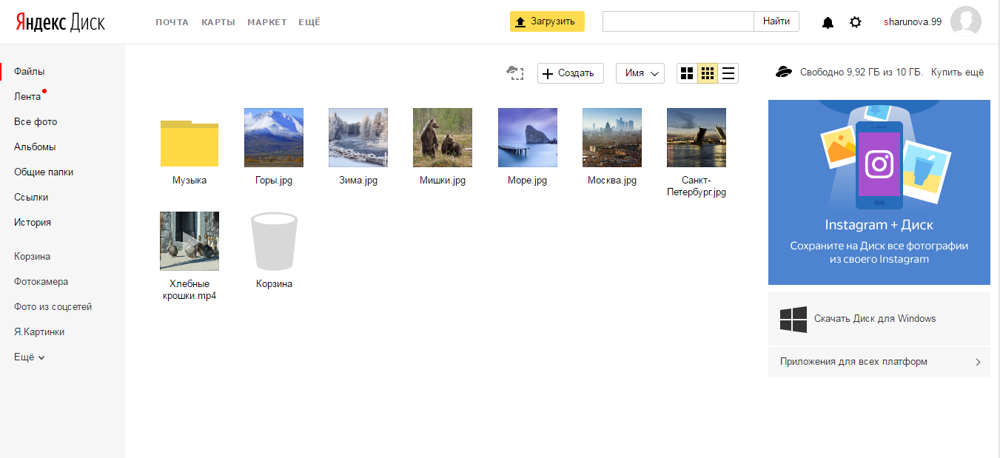 Яндекс Диск
ПОЧТА КАРТЫ МАРКЕТ ЕЩЁ
Загрузить
Найти
sharunova.99
Файлы
Лента
Все фото
Альбомы
Общие папки
Ссылки
История
Корзина
Фотокамера
Фото из соцсетей
Я.Картинки
Ещё
Создать
Имя
Музыка
Горы.jpg
Зима.jpg
Мишки.jpg
Море.jpg
Москва.jpg
Санкт-
Петербург.jpg
Хлебные
крошки.mp4
Корзина
Свободно 9,92 ГБ из 10 ГБ. Купить ещё
Instagram + Диск
Сохраните на Диск все фотографии
из своего Instagram
Скачать Диск для Windows
Приложения для всех платформ